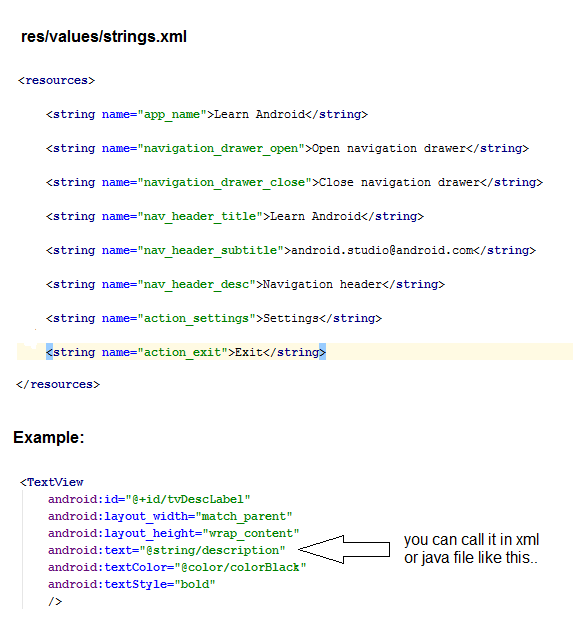 res/values/strings.xml
<resources>
<string name="app_name">Learn Android</string>
<string name="navigation_drawer_open">Open navigation drawer</string>
<string name="navigation_drawer_close">Close navigation drawer</string>
<string name="nav_header_title">Learn Android</string>
<string name="nav_header_subtitle">android.studio@android.com</string>
<string name="nav_header_desc">Navigation header</string>
<string name="action_settings">Settings</string>
<string name="action_exit">Exit</string>
</resources>
Example:
<TextView
android:id="@+id/tvDescLabel"
android:layout_width="match_parent"
android:layout_height="wrap_content"
android:text="@string/description"
android:textColor="@color/colorBlack"
android:textStyle="bold"
/>
you can call it in xml
or java file like this..